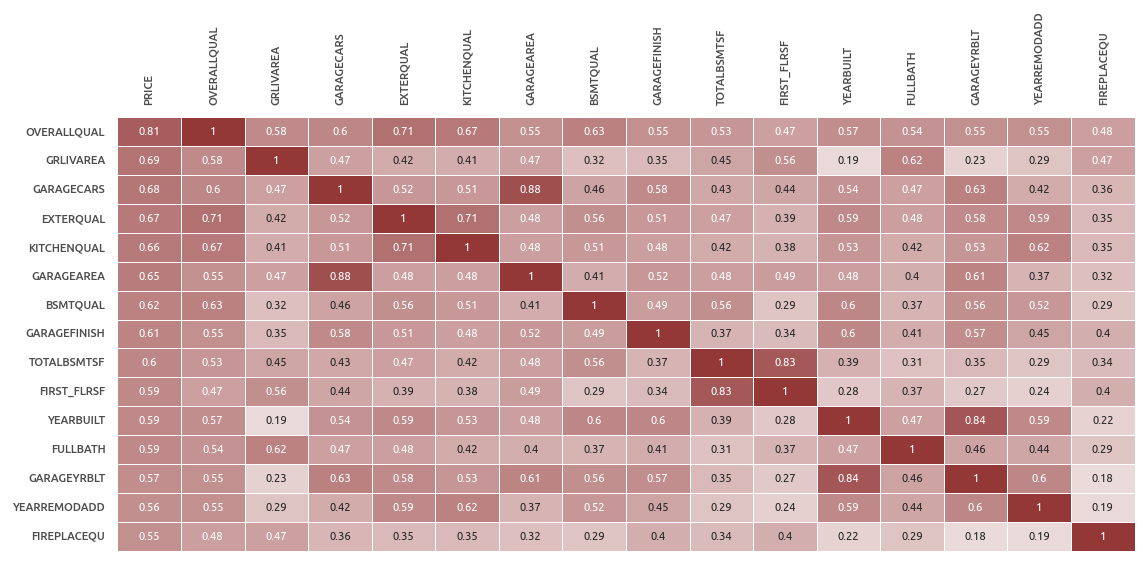 PRICE OVERALLQUAL GRLIVAREA GARAGECARS EXTERQUAL KITCHENQUAL GARAGEAREA BSMTQUAL GARAGEFINISH TOTALBSMTSF FIRST_FLRSF YEARBUILT FULLBATH GARAGEYRBLT YEARREMODADD FIREPLACEQU
OVERALLQUAL 0.81 1 0.58 0.6 0.71 0.67 0.55 0.63 0.55 0.53 0.47 0.57 0.54 0.55 0.55 0.48
GRLIVAREA 0.69 0.58 1 0.47 0.42 0.41 0.47 0.32 0.35 0.45 0.56 0.19 0.62 0.23 0.29 0.47
GARAGECARS 0.68 0.6 0.47 1 0.52 0.51 0.88 0.46 0.58 0.43 0.44 0.54 0.47 0.63 0.42 0.36
EXTERQUAL 0.67 0.71 0.42 0.52 1 0.71 0.48 0.56 0.51 0.47 0.39 0.59 0.48 0.58 0.59 0.35
KITCHENQUAL 0.66 0.67 0.41 0.51 0.71 1 0.48 0.51 0.48 0.42 0.38 0.53 0.42 0.53 0.62 0.35
GARAGEAREA 0.65 0.55 0.47 0.88 0.48 0.48 1 0.41 0.52 0.48 0.49 0.48 0.4 0.61 0.37 0.32
BSMTQUAL 0.62 0.63 0.32 0.46 0.56 0.51 0.41 1 0.49 0.56 0.29 0.6 0.37 0.56 0.52 0.29
GARAGEFINISH 0.61 0.55 0.35 0.58 0.51 0.48 0.52 0.49 1 0.37 0.34 0.6 0.41 0.57 0.45 0.4
TOTALBSMTSF 0.6 0.53 0.45 0.43 0.47 0.42 0.48 0.56 0.37 1 0.83 0.39 0.31 0.35 0.29 0.34
FIRST_FLRSF 0.59 0.47 0.56 0.44 0.39 0.38 0.49 0.29 0.34 0.83 1 0.28 0.37 0.27 0.24 0.4
YEARBUILT 0.59 0.57 0.19 0.54 0.59 0.53 0.48 0.6 0.6 0.39 0.28 1 0.47 0.84 0.59 0.22
FULLBATH 0.59 0.54 0.62 0.47 0.48 0.42 0.4 0.37 0.41 0.31 0.37 0.47 1 0.46 0.44 0.29
GARAGEYRBLT 0.57 0.55 0.23 0.63 0.58 0.53 0.61 0.56 0.57 0.35 0.27 0.84 0.46 1 0.6 0.18
YEARREMODADD 0.56 0.55 0.29 0.42 0.59 0.62 0.37 0.52 0.45 0.29 0.24 0.59 0.44 0.6 1 0.19
FIREPLACEQU 0.55 0.48 0.47 0.36 0.35 0.35 0.32 0.29 0.4 0.34 0.4 0.22 0.29 0.18 0.19 1